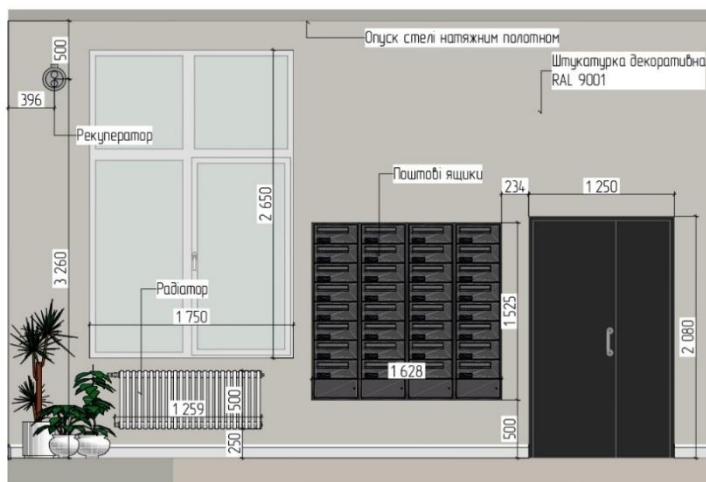 Опуск стелі натяжним полотном
500
Штукатурка декоративна
RAL 9001
396
Рекуператор
Поштові ящики
234
1 250
2 650
3 260
Радіатор
1 750
1 525
2 080
1 628
500
1 259
250
500